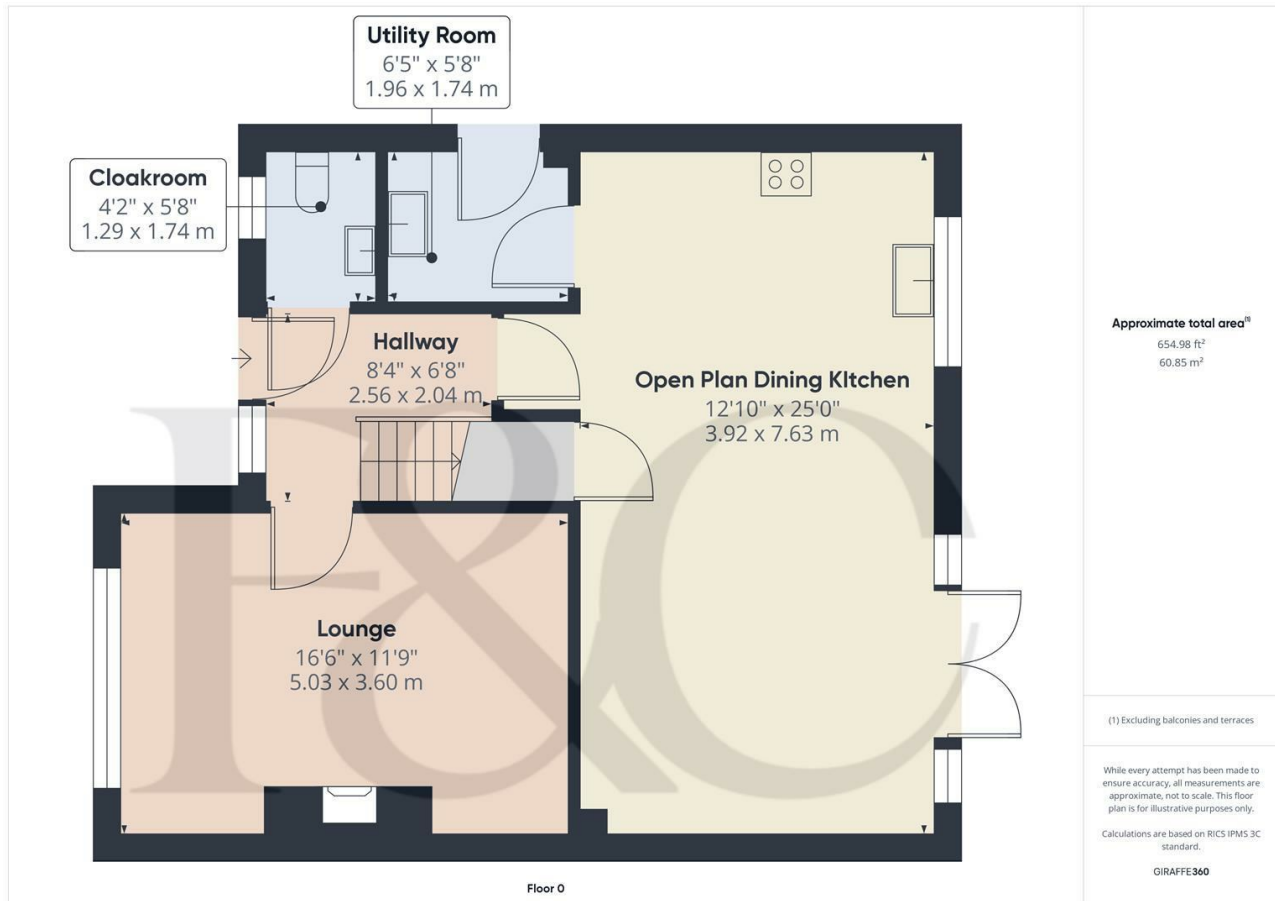 Utility Room
6'5" x 5'8"
1.96 x 1.74 m
Cloakroom
4'2" x 5'8"
1.29 x 1.74 m
Hallway
8'4" x 6'8"
2.56 x 2.04 m
Open Plan Dining KItchen
12'10" x 25'0"
3.92 x 7.63 m
Lounge
16'6" x 11'9"
5.03 x 3.60 m
F&C
Floor 0
Approximate total area(1)
654.98 ft²
60.85 m²
(1) Excluding balconies and terraces
While every attempt has been made to
ensure accuracy, all measurements are
approximate, not to scale. This floor
plan is for illustrative purposes only.
Calculations are based on RICS IPMS 3C
standard.
GIRAFFE360